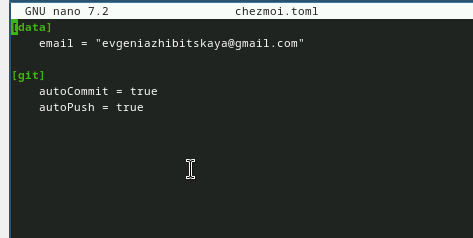 GNU nano 7.2 chezmoi.toml
[data]
email = "evgeniazhibitskaya@gmail.com"
[git]
autoCommit = true
autoPush = true